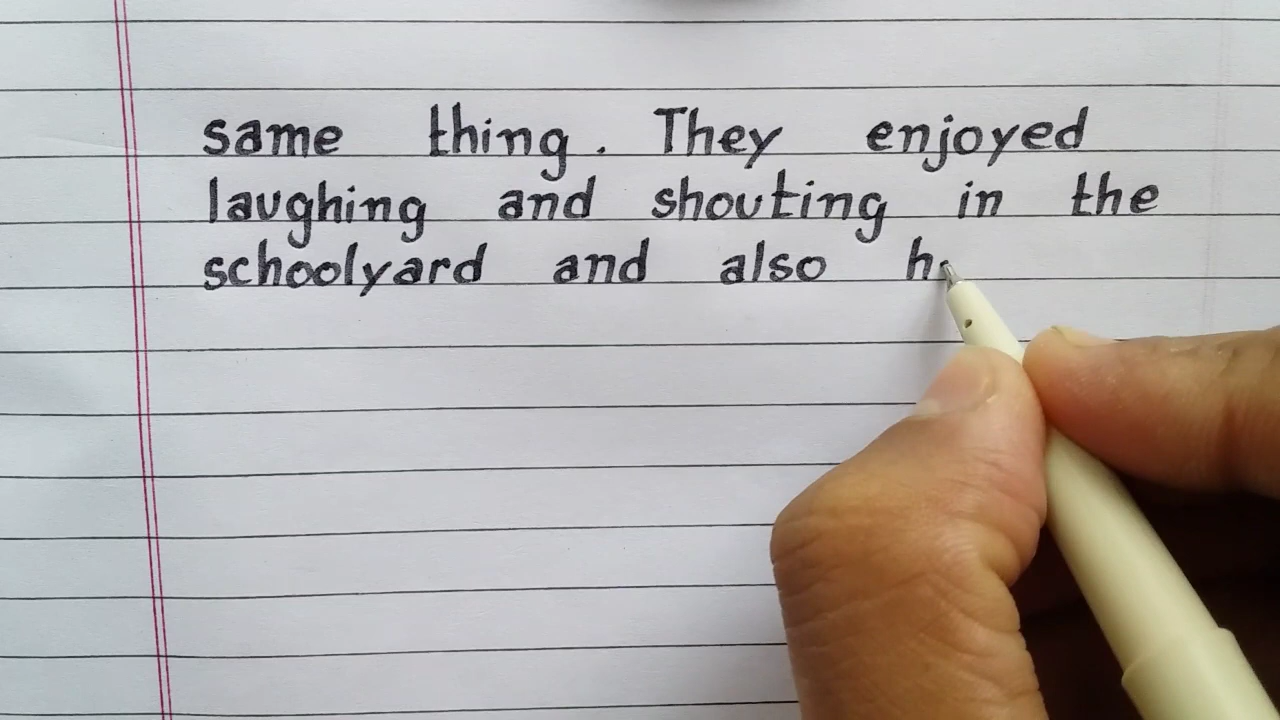 same thing. They enjoyed
laughing and shouting in the
schoolyard and also